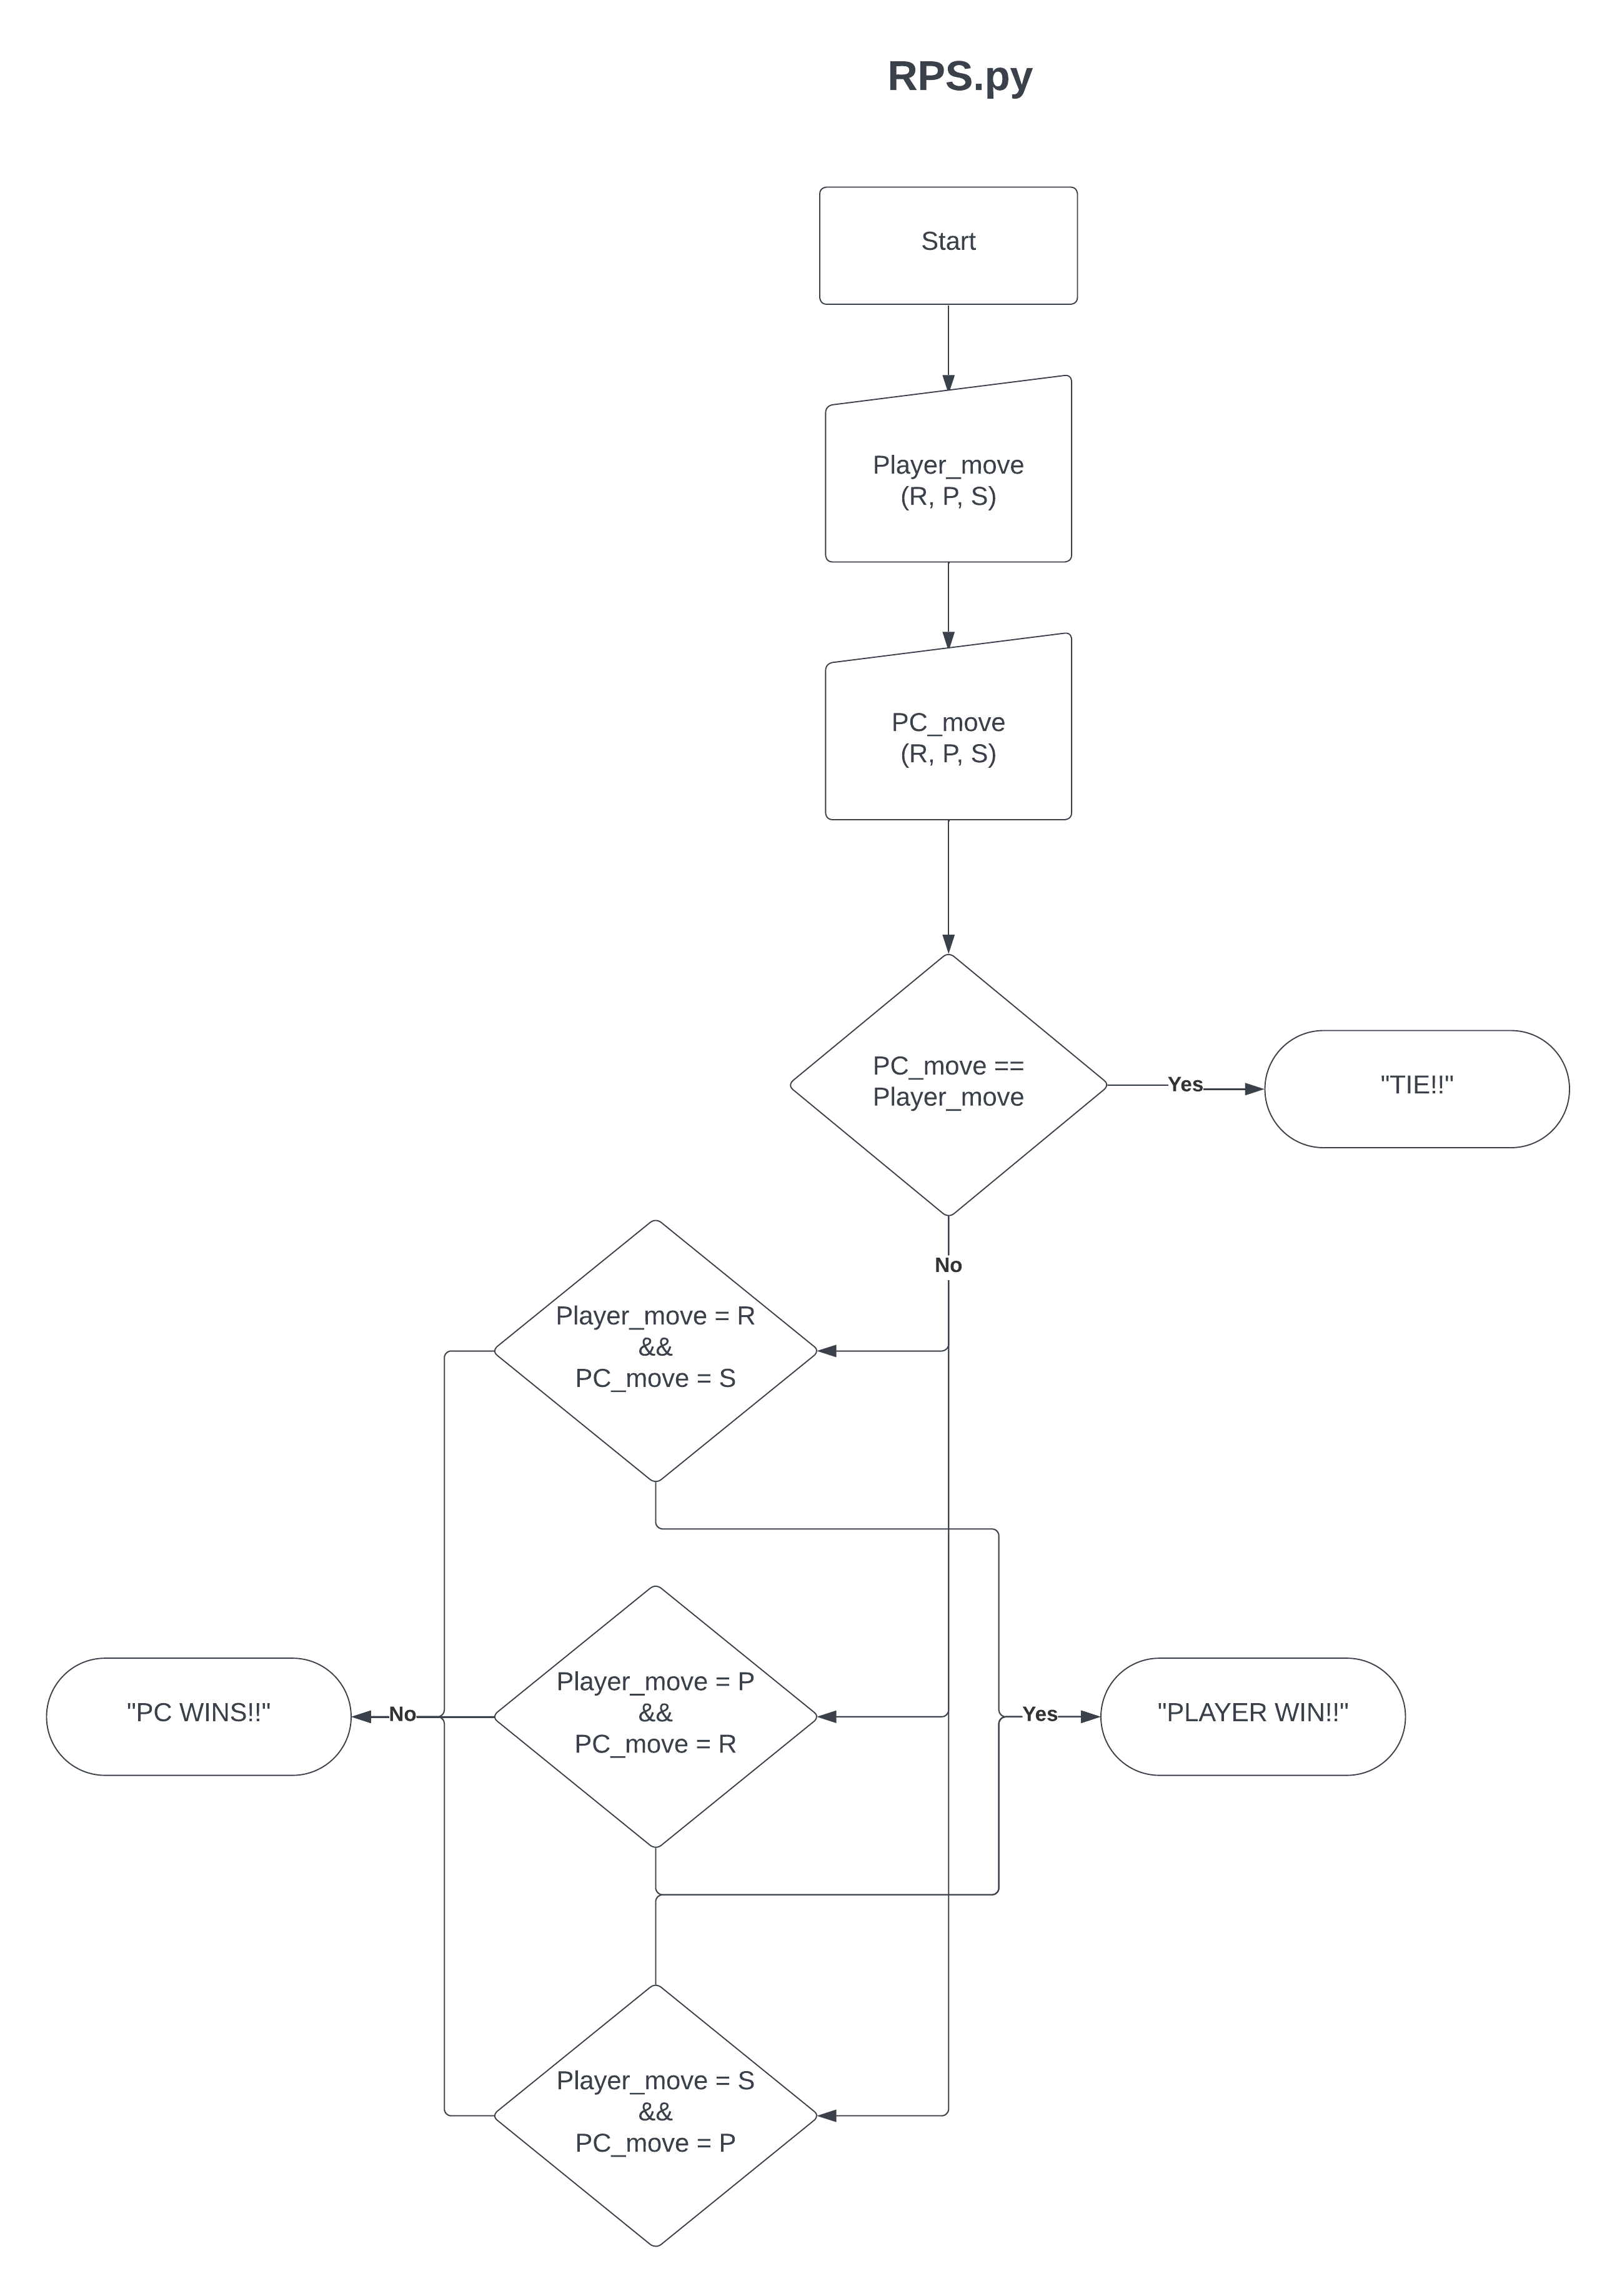 RPS.py
Start
Player_move
(R, P, S)
PC_move
(R, P, S)
PC_move ==
Player_move
Yes
"TIE!!"
No
Player_move = R
&&
PC_move = S
"PC WINS!!"
No
Player_move = P
&&
PC_move = R
Yes
"PLAYER WIN!!"
Player_move = S
&&
PC_move = P